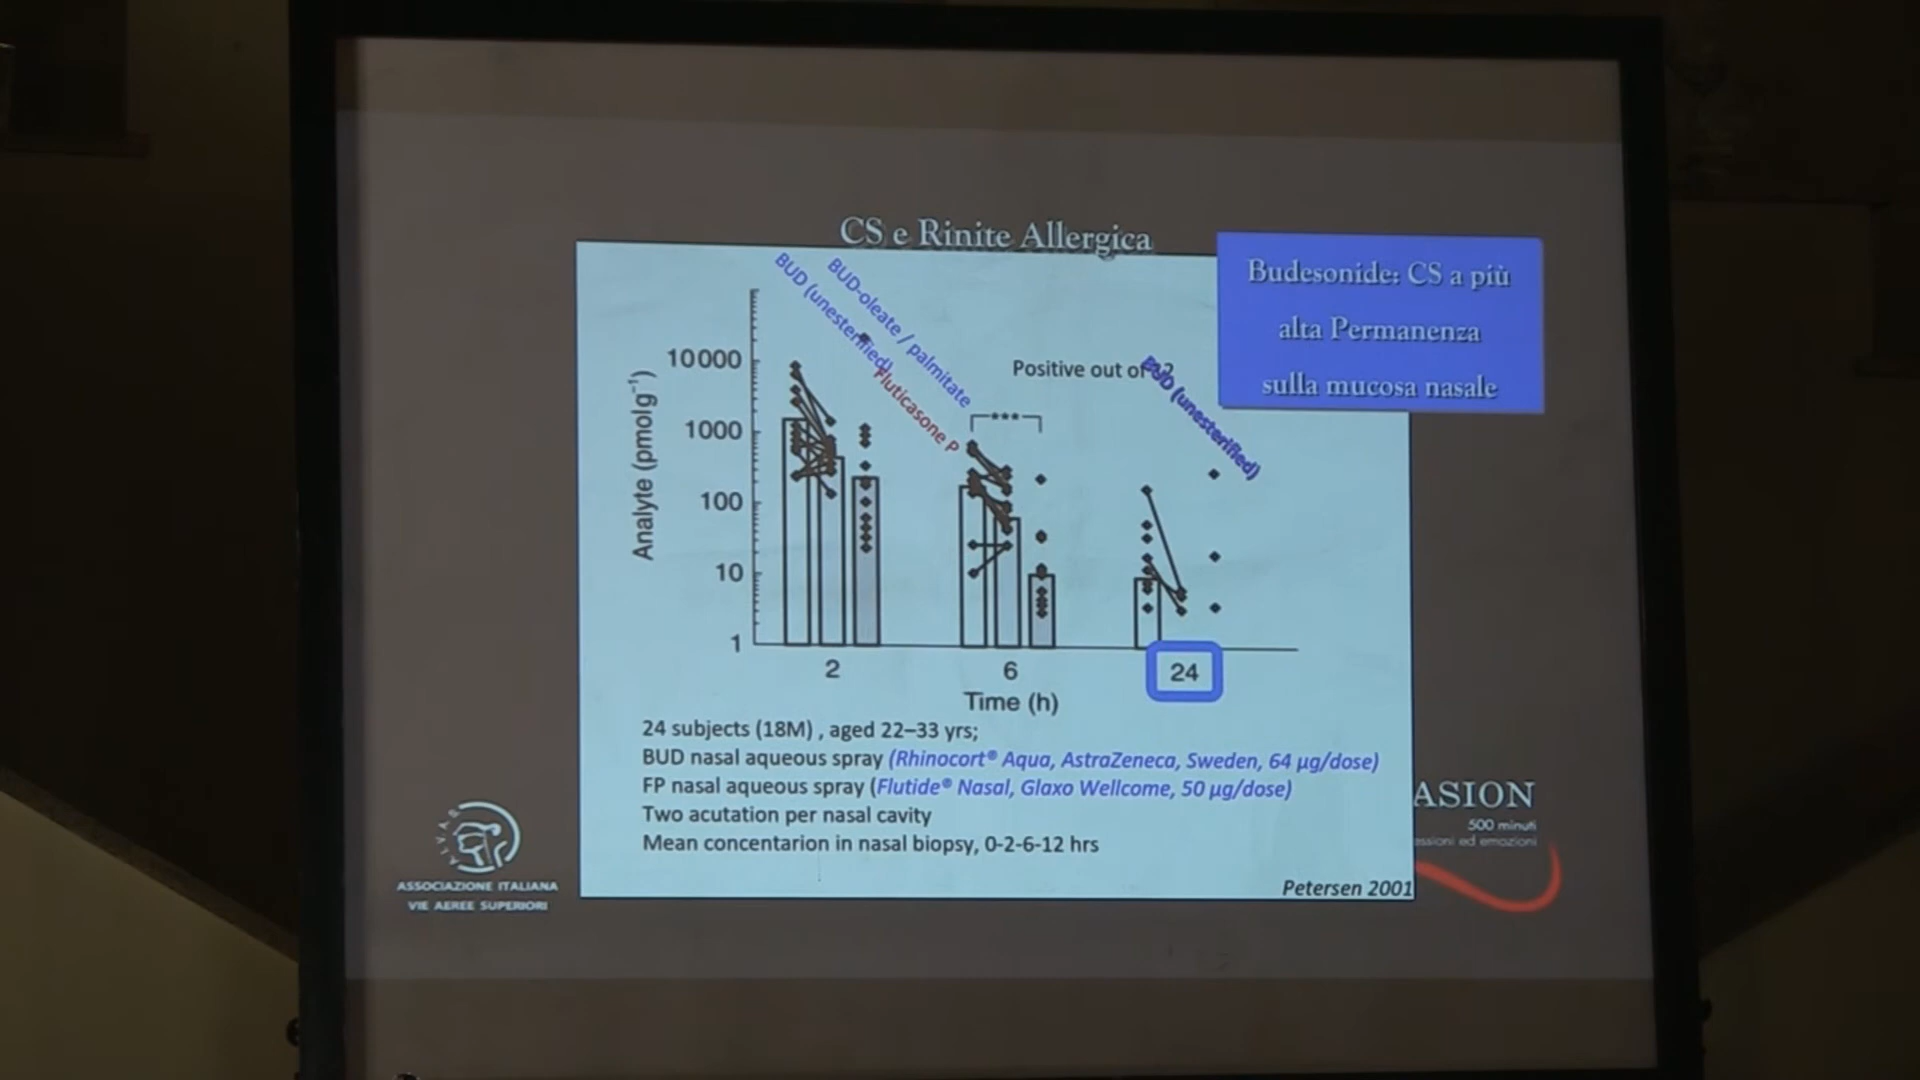 CS e Rinite Allergica
Budesonide: CS a più
alta Permanenza
sulla mucosa nasale
BUD (unesterified)
BUD-oleate / palmitate
Fluticasone P
Positive out of
BUD (unesterified)
***
Analyte (pmolg⁻¹)
10000
1000
100
10
1
2
6
24
Time (h)
24 subjects (18M) , aged 22–33 yrs;
BUD nasal aqueous spray (Rhinocort® Aqua, AstraZeneca, Sweden, 64 µg/dose)
FP nasal aqueous spray (Flutide® Nasal, Glaxo Wellcome, 50 µg/dose)
Two acutation per nasal cavity
Mean concentarion in nasal biopsy, 0-2-6-12 hrs
Petersen 2001
ASSOCIAZIONE ITALIANA
VIE AEREE SUPERIORI
ASION
500 minuti
ssioni ed emozioni